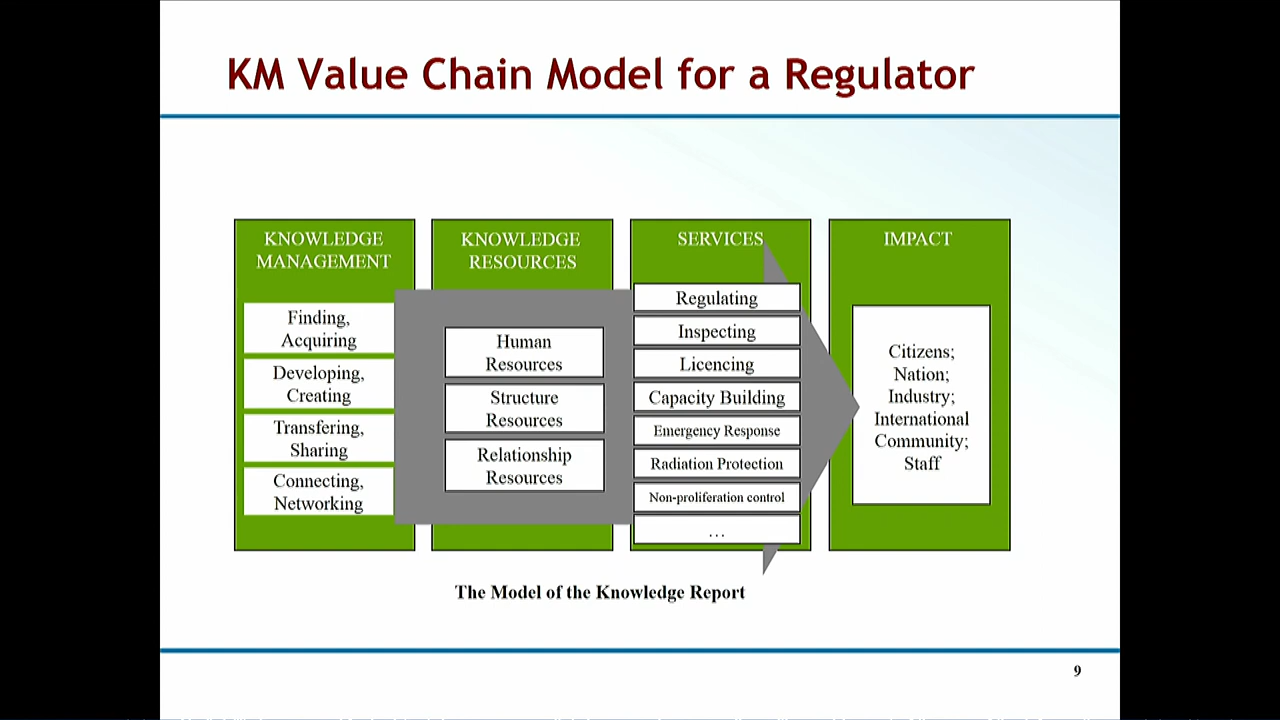 KM Value Chain Model for a Regulator
KNOWLEDGE
MANAGEMENT
Finding,
Acquiring
Developing,
Creating
Transfering,
Sharing
Connecting,
Networking
KNOWLEDGE
RESOURCES
Human
Resources
Structure
Resources
Relationship
Resources
SERVICES
Regulating
Inspecting
Licencing
Capacity Building
Emergency Response
Radiation Protection
Non-proliferation control
...
IMPACT
Citizens;
Nation;
Industry;
International
Community;
Staff
The Model of the Knowledge Report
9